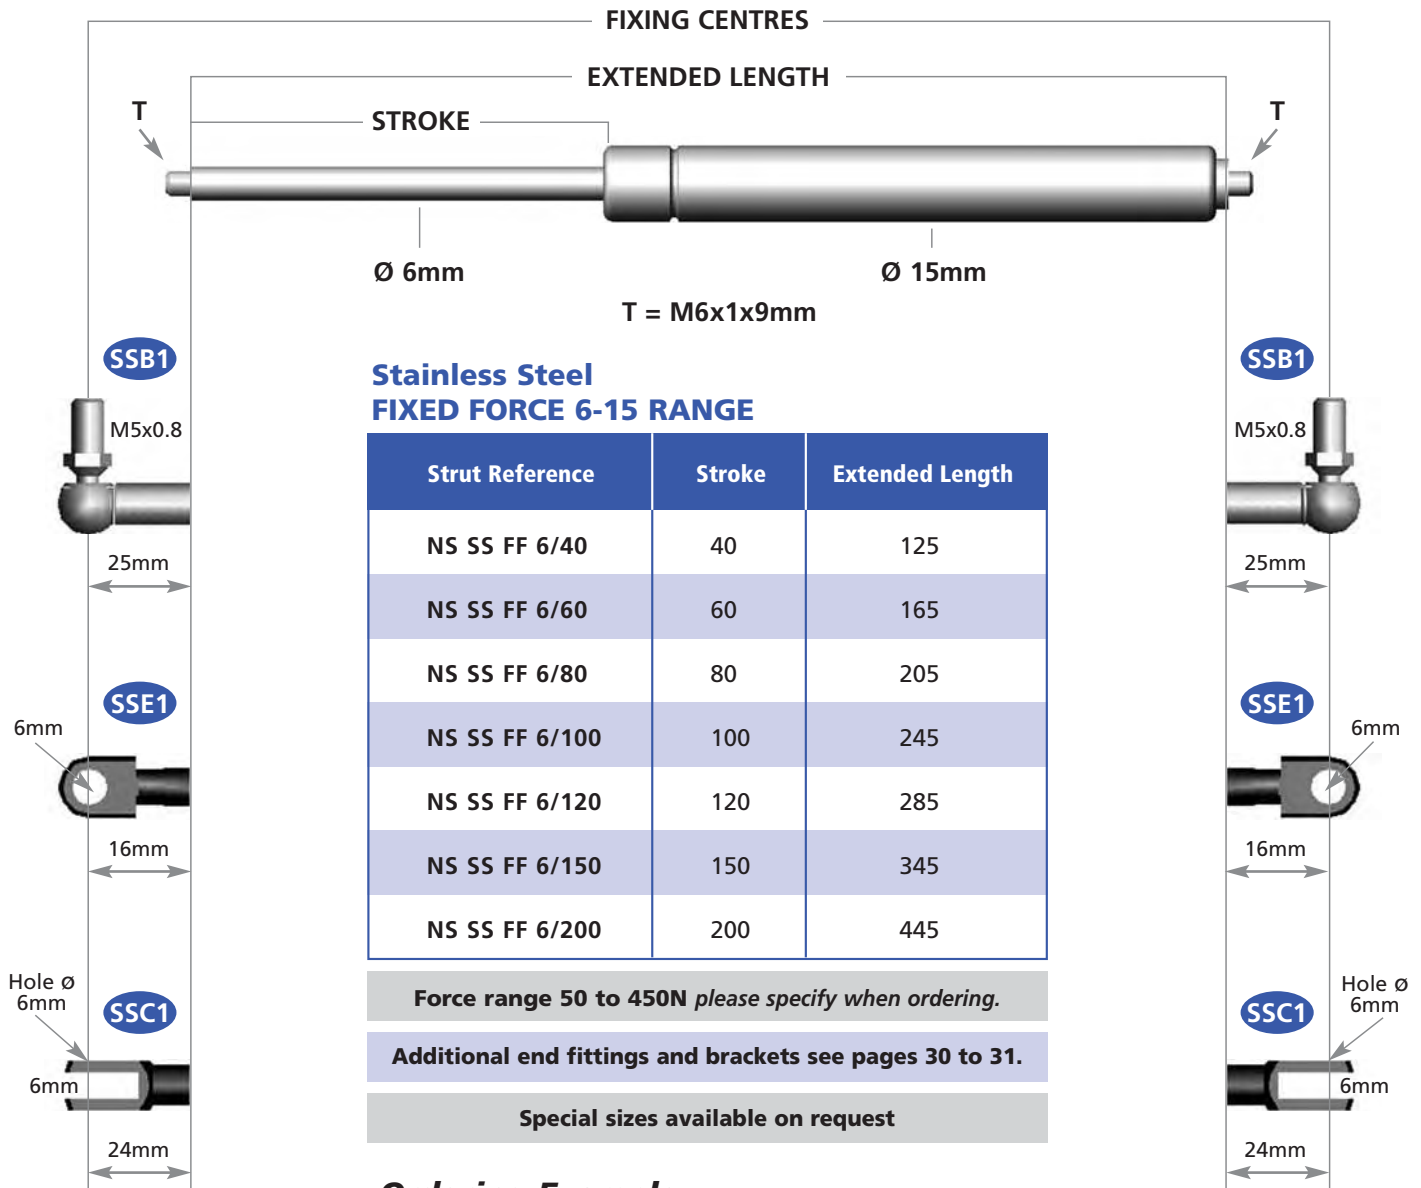 FIXING CENTRES
EXTENDED LENGTH
STROKE
T
T
Ø 6mm
Ø 15mm
T = M6x1x9mm
SSB1
SSB1
M5x0.8
M5x0.8
25mm
25mm
Stainless Steel
FIXED FORCE 6-15 RANGE
Strut Reference Stroke Extended Length
NS SS FF 6/40 40 125
NS SS FF 6/60 60 165
NS SS FF 6/80 80 205
NS SS FF 6/100 100 245
NS SS FF 6/120 120 285
NS SS FF 6/150 150 345
NS SS FF 6/200 200 445
SSE1
SSE1
6mm
6mm
16mm
16mm
Hole Ø
6mm
SSC1
6mm
24mm
SSC1
Hole Ø
6mm
6mm
24mm
Force range 50 to 450N please specify when ordering.
Additional end fittings and brackets see pages 30 to 31.
Special sizes available on request